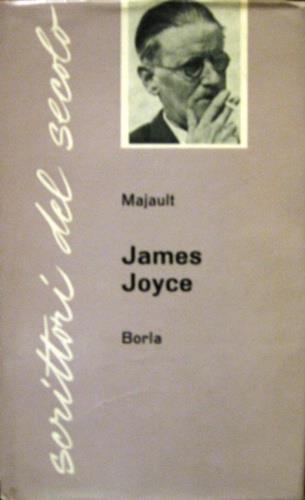 scrittori del secolo
Majault
James
Joyce
Borla